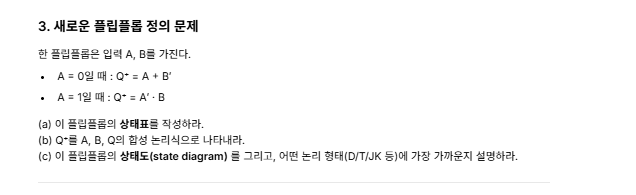 3. 새로운 플립플롭 정의 문제
한 플립플롭은 입력 A, B를 가진다.
• A = 0일 때 : Q⁺ = A + B′
• A = 1일 때 : Q⁺ = A′ · B
(a) 이 플립플롭의 상태표를 작성하라.
(b) Q⁺를 A, B, Q의 합성 논리식으로 나타내라.
(c) 이 플립플롭의 상태도(state diagram) 를 그리고, 어떤 논리 형태(D/T/JK 등)에 가장 가까운지 설명하라.